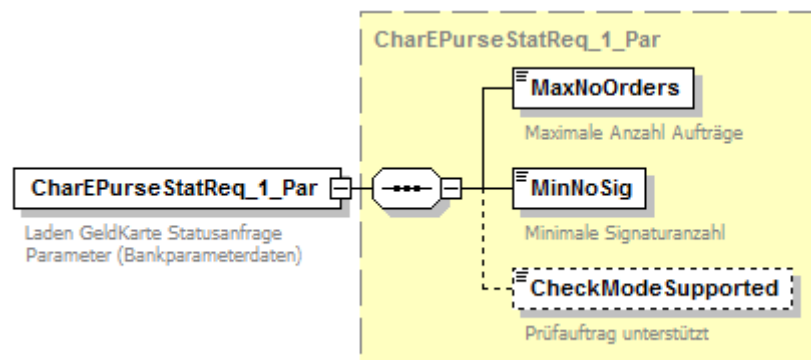 CharEPurseStatReq_1_Par
MaxNoOrders
Maximale Anzahl Aufträge
CharEPurseStatReq_1_Par
Laden GeldKarte Statusanfrage
Parameter (Bankparameterdaten)
MinNoSig
Minimale Signaturanzahl
CheckModeSupported
Prüfauftrag unterstützt